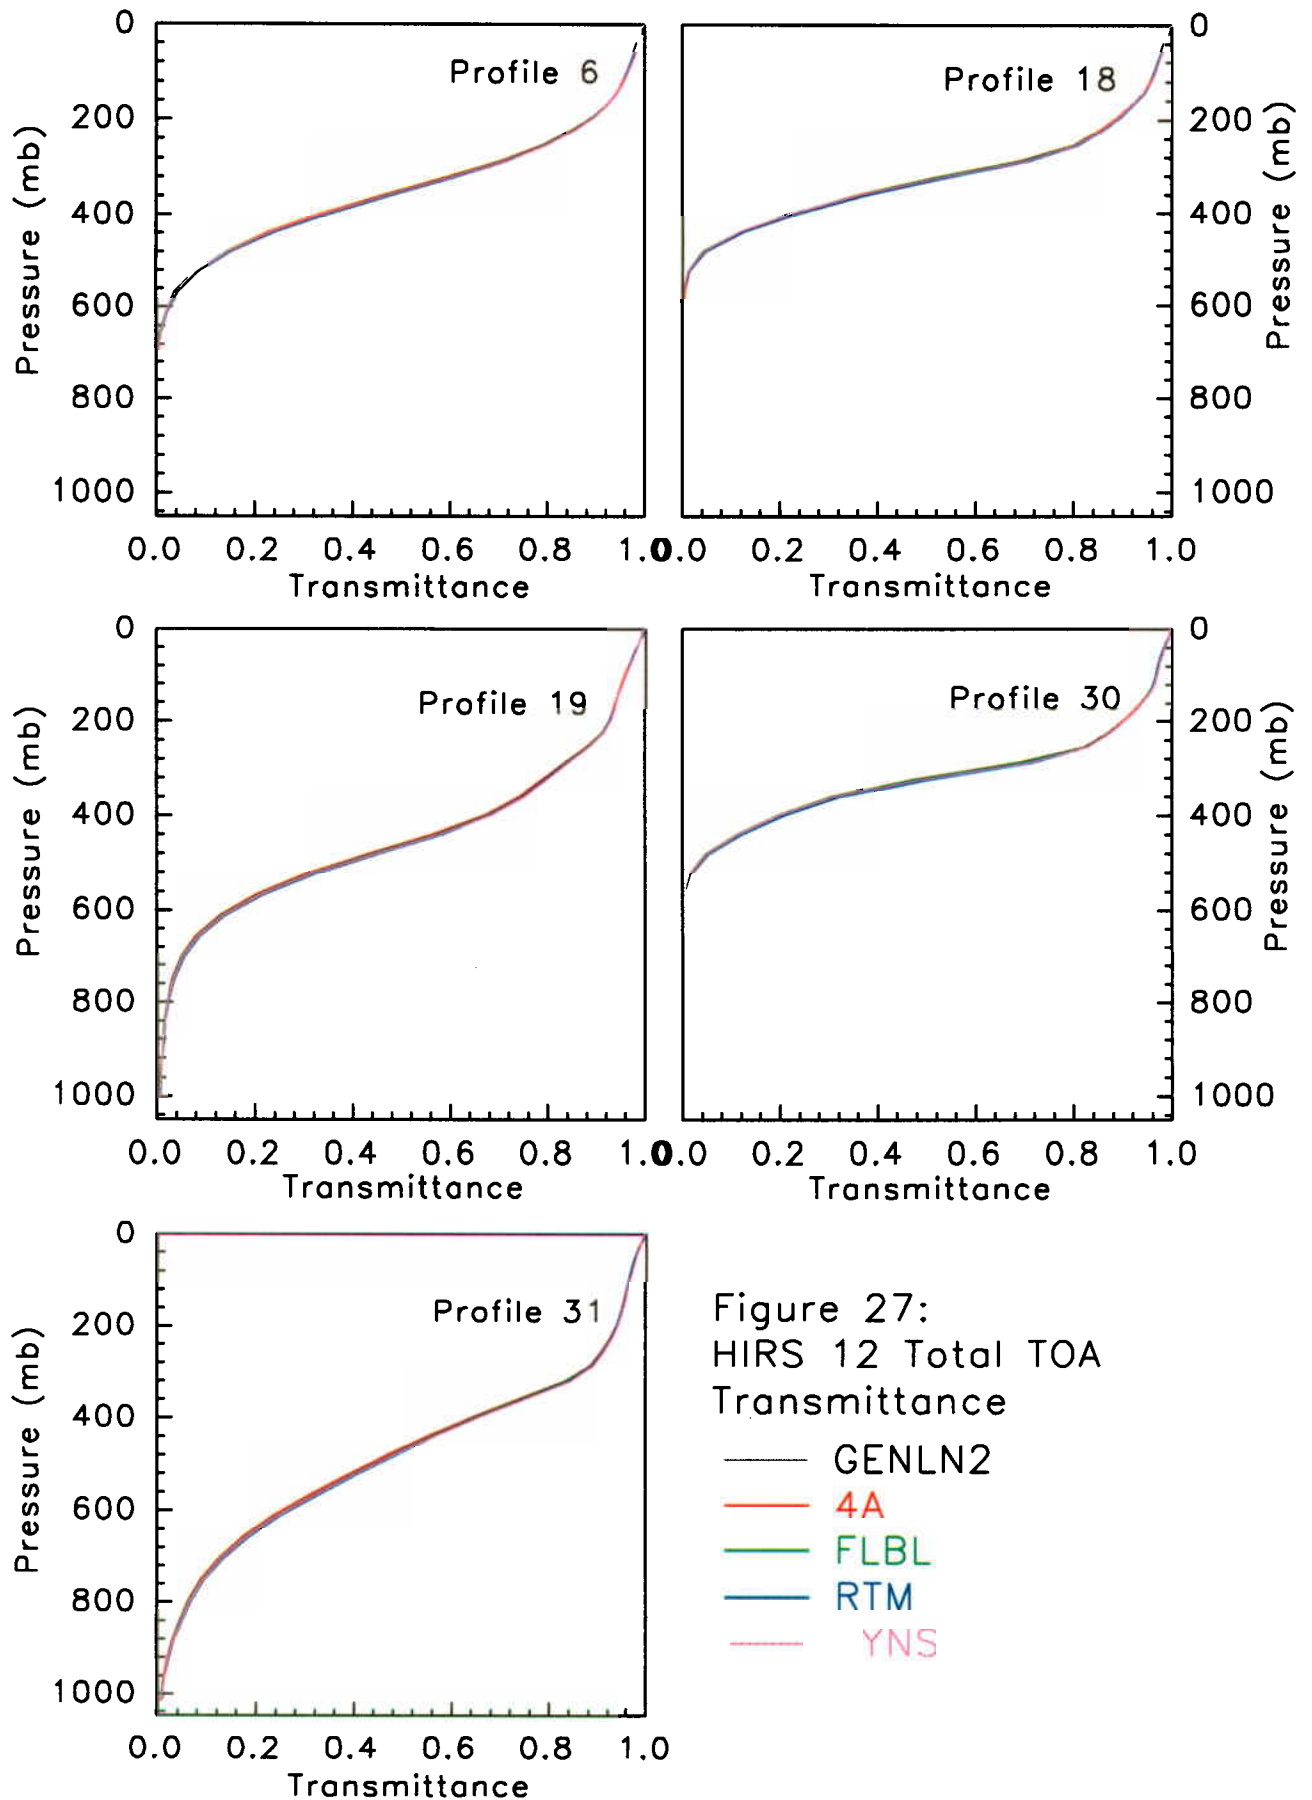 0
200
400
600
800
1000
Pressure (mb)
Profile 6
0.0 0.2 0.4 0.6 0.8 1.0
Transmittance
0
200
400
600
800
1000
Pressure (mb)
Profile 18
0.0 0.2 0.4 0.6 0.8 1.0
Transmittance
0
200
400
600
800
1000
Pressure (mb)
Profile 19
0.0 0.2 0.4 0.6 0.8 1.0
Transmittance
0
200
400
600
800
1000
Pressure (mb)
Profile 30
0.0 0.2 0.4 0.6 0.8 1.0
Transmittance
0
200
400
600
800
1000
Pressure (mb)
Profile 31
0.0 0.2 0.4 0.6 0.8 1.0
Transmittance
Figure 27:
HIRS 12 Total TOA
Transmittance
GENLN2
4A
FLBL
RTM
YNS